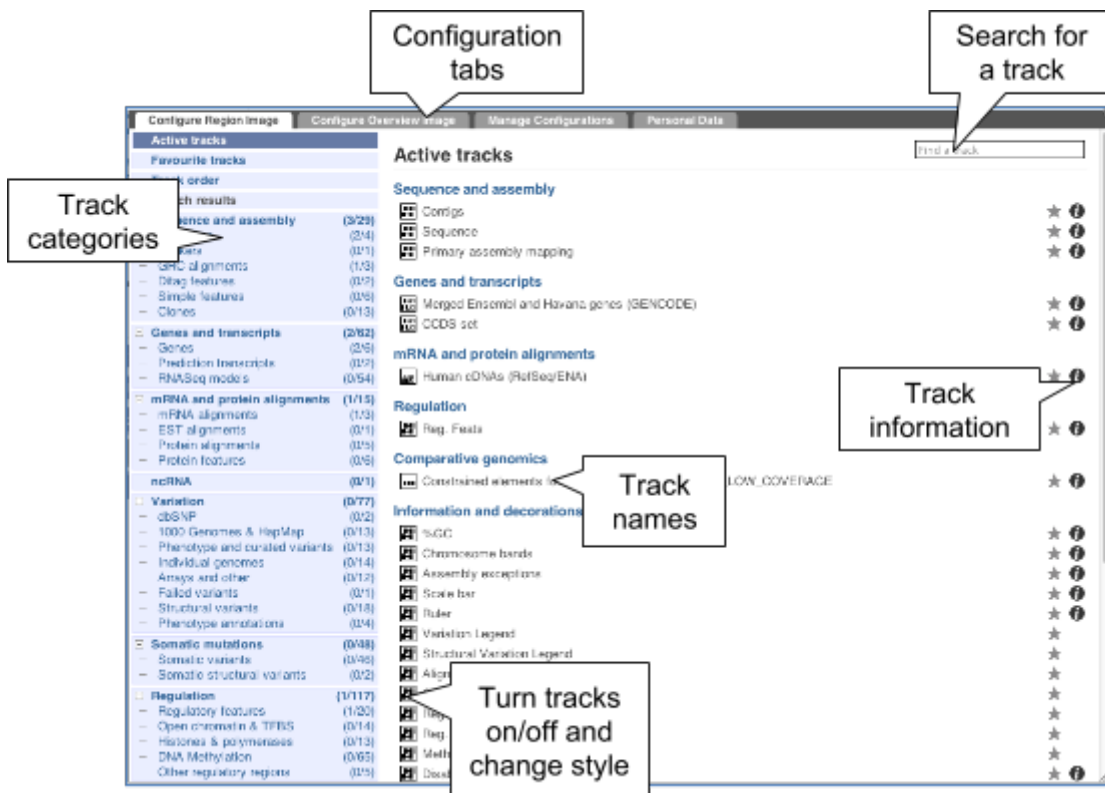 Configuration
tabs
Search for
a track
Configure Region Image
Configure Overview Image
Manage Configurations
Personal Data
Active tracks
Favourite tracks
order
results
Track
categories
and assembly (3/29)
(2/4)
(0/1)
GRC alignments (1/3)
Ditag features (0/2)
Simple features (0/6)
Clones (0/13)
Genes and transcripts (2/62)
Genes (2/6)
Prediction transcripts (0/2)
RNASeq models (0/54)
mRNA and protein alignments (1/15)
mRNA alignments (1/3)
EST alignments (0/1)
Protein alignments (0/5)
Protein features (0/6)
ncRNA (0/1)
Variation (0/77)
dbSNP (0/2)
1000 Genomes & HapMap (0/13)
Phenotype and curated variants (0/13)
Individual genomes (0/14)
Arrays and other (0/12)
Failed variants (0/1)
Structural variants (0/18)
Phenotype annotations (0/4)
Somatic mutations (0/48)
Somatic variants (0/46)
Somatic structural variants (0/2)
Regulation (1/117)
Regulatory features (1/20)
Open chromatin & TFBS (0/14)
Histones & polymerases (0/13)
DNA Methylation (0/65)
Other regulatory regions (0/5)
Active tracks
Find a track
Sequence and assembly
Contigs
Sequence
Primary assembly mapping
Genes and transcripts
Merged Ensembl and Havana genes (GENCODE)
CCDS set
mRNA and protein alignments
Human cDNAs (RefSeq/ENA)
Track
information
Regulation
Reg. Feats
Comparative genomics
Constrained elements LOW_COVERAGE
Track
names
Information and decorations
%GC
Chromosome bands
Assembly exceptions
Scale bar
Ruler
Variation Legend
Structural Variation Legend
Reg.
Turn tracks
on/off and
change style